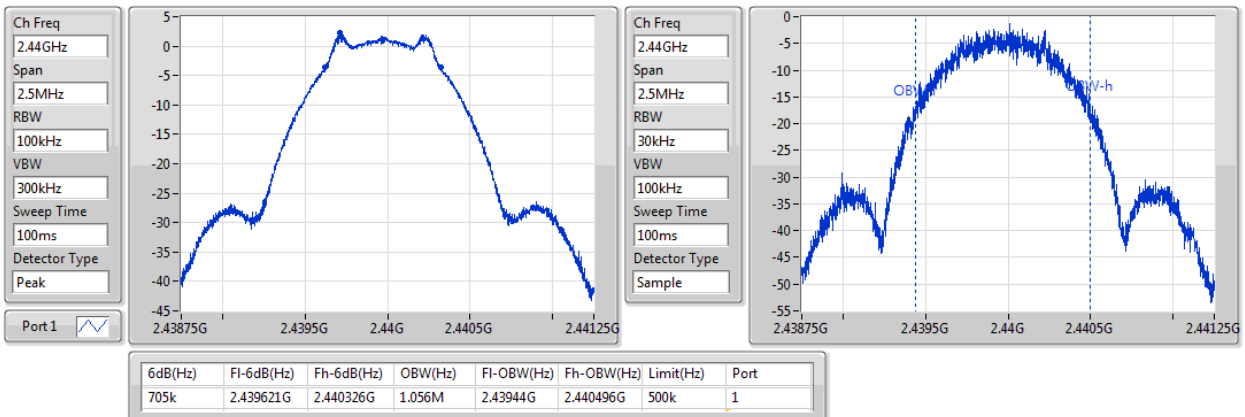 Ch Freq
2.44GHz
Span
2.5MHz
RBW
100kHz
VBW
300kHz
Sweep Time
100ms
Detector Type
Peak
Port 1
5
0
-5
-10
-15
-20
-25
-30
-35
-40
-45
2.43875G 2.4395G 2.44G 2.4405G 2.44125G
Ch Freq
2.44GHz
Span
2.5MHz
RBW
30kHz
VBW
100kHz
Sweep Time
100ms
Detector Type
Sample
0
-5
-10
-15
-20
-25
-30
-35
-40
-45
-50
-55
OBW-h
2.43875G 2.4395G 2.44G 2.4405G 2.44125G
6dB(Hz) Fl-6dB(Hz) Fh-6dB(Hz) OBW(Hz) Fl-OBW(Hz) Fh-OBW(Hz) Limit(Hz) Port
705k 2.439621G 2.440326G 1.056M 2.43944G 2.440496G 500k 1